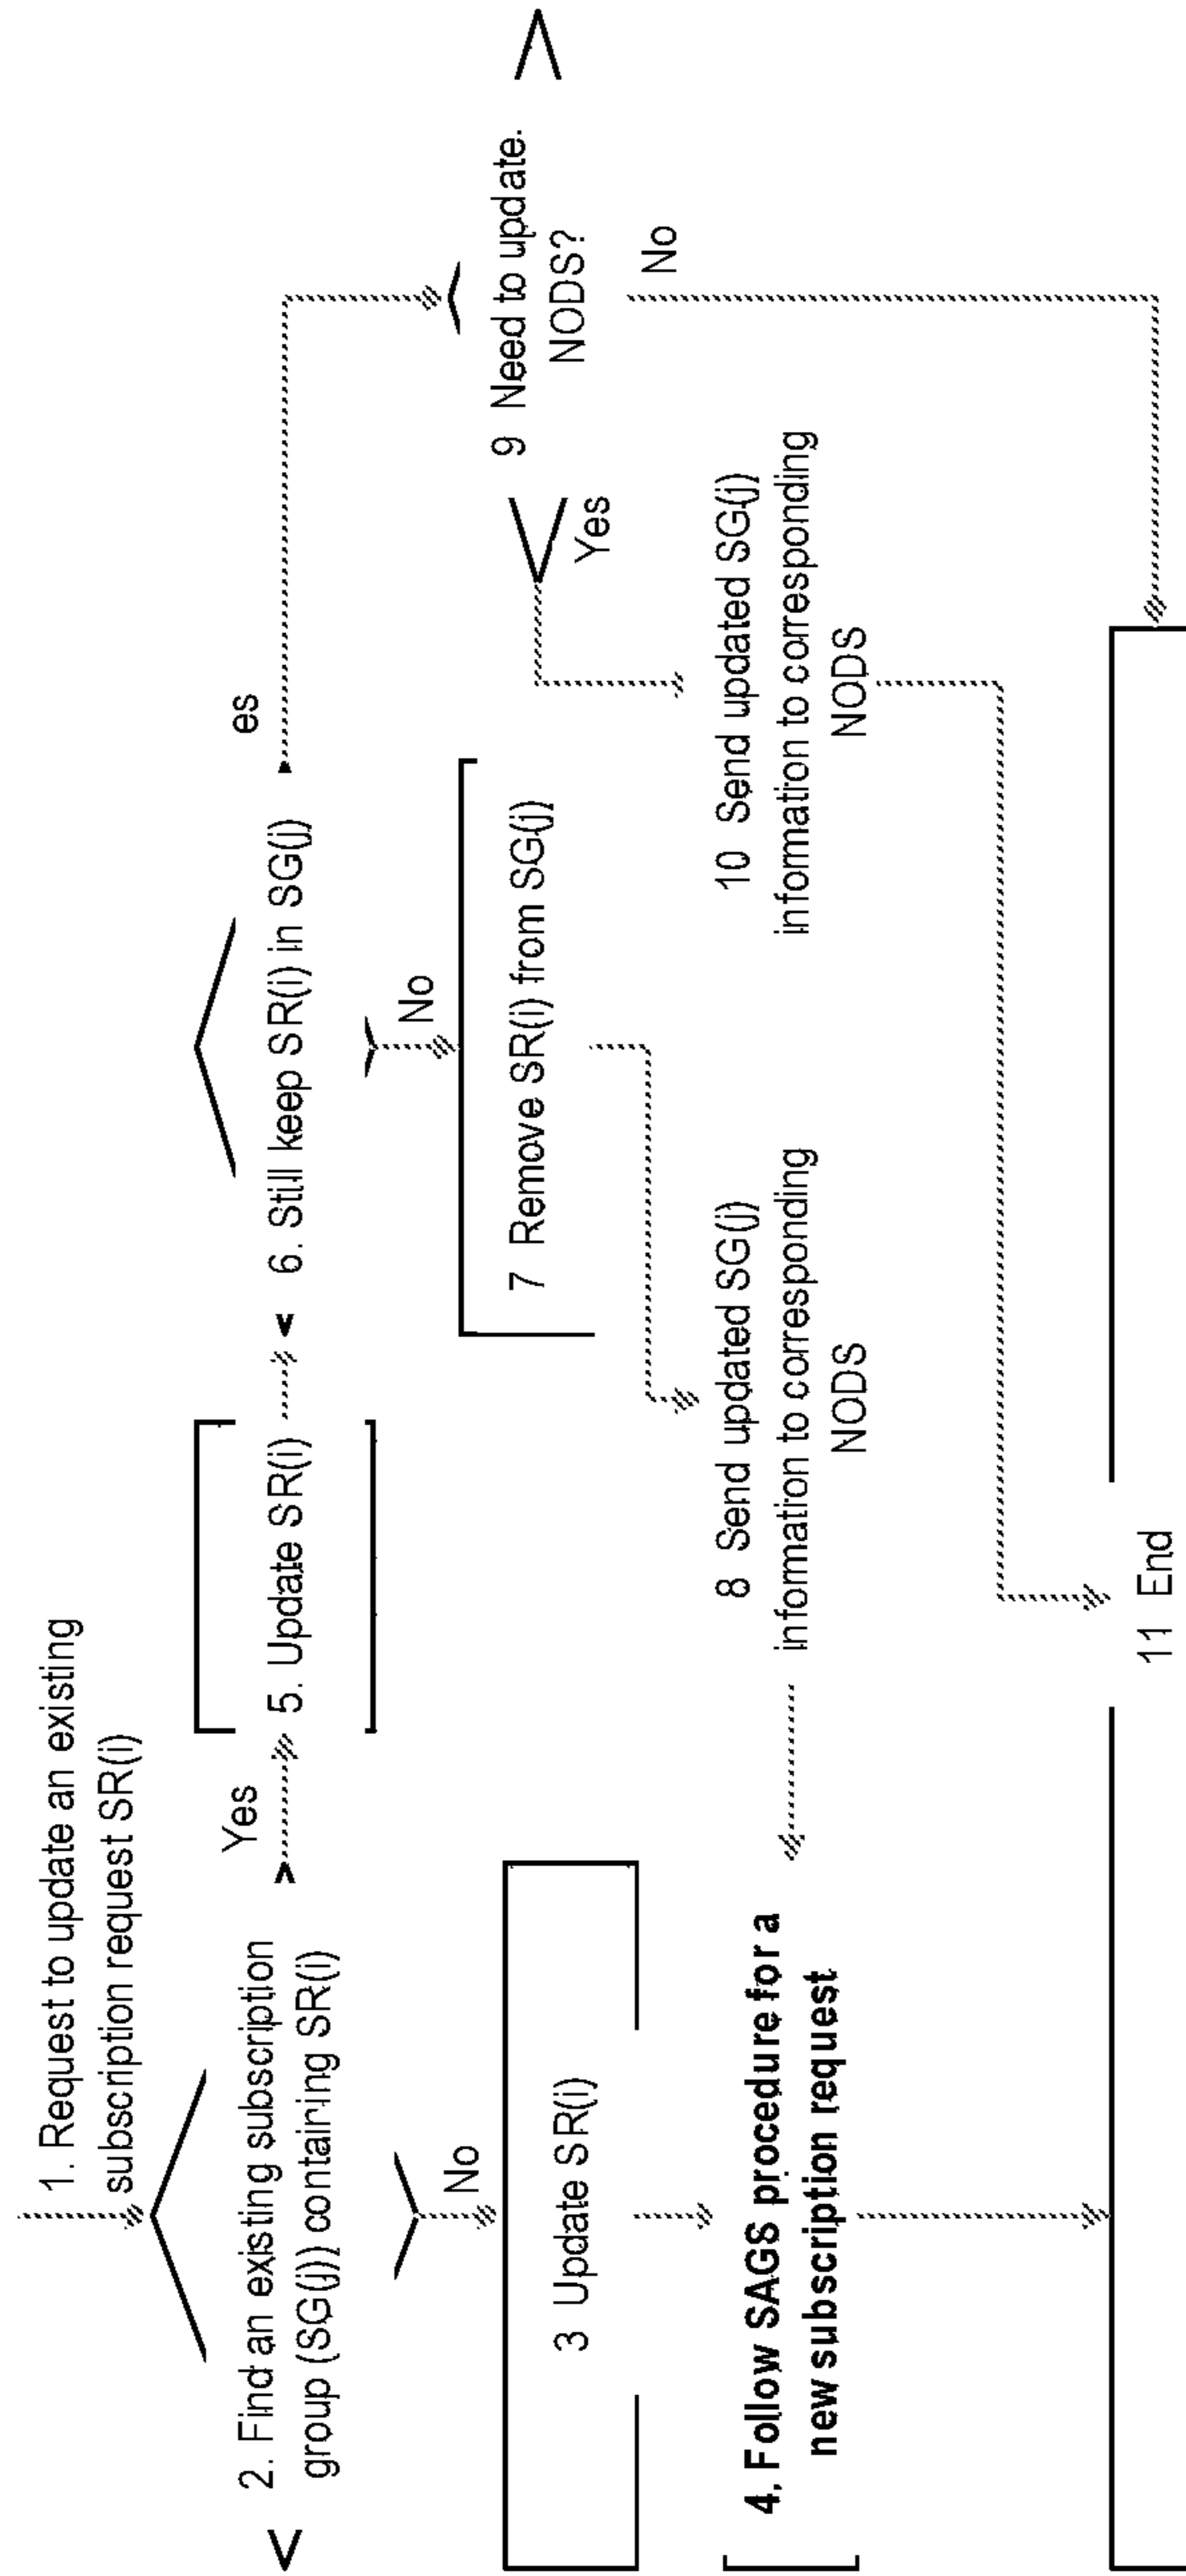 1. Request to update an existing
subscription request SR(i)
2. Find an existing subscription
group (SG(j)) containing SR(i)
Yes
No
3 Update SR(i)
4. Follow SAGS procedure for a
new subscription request
5. Update SR(i)
6. Still keep SR(i) in SG(j)
es
No
7 Remove SR(i) from SG(j)
8 Send updated SG(j)
information to corresponding
NODS
9 Need to update.
NODS?
Yes
No
10 Send updated SG(j)
information to corresponding
NODS
11 End